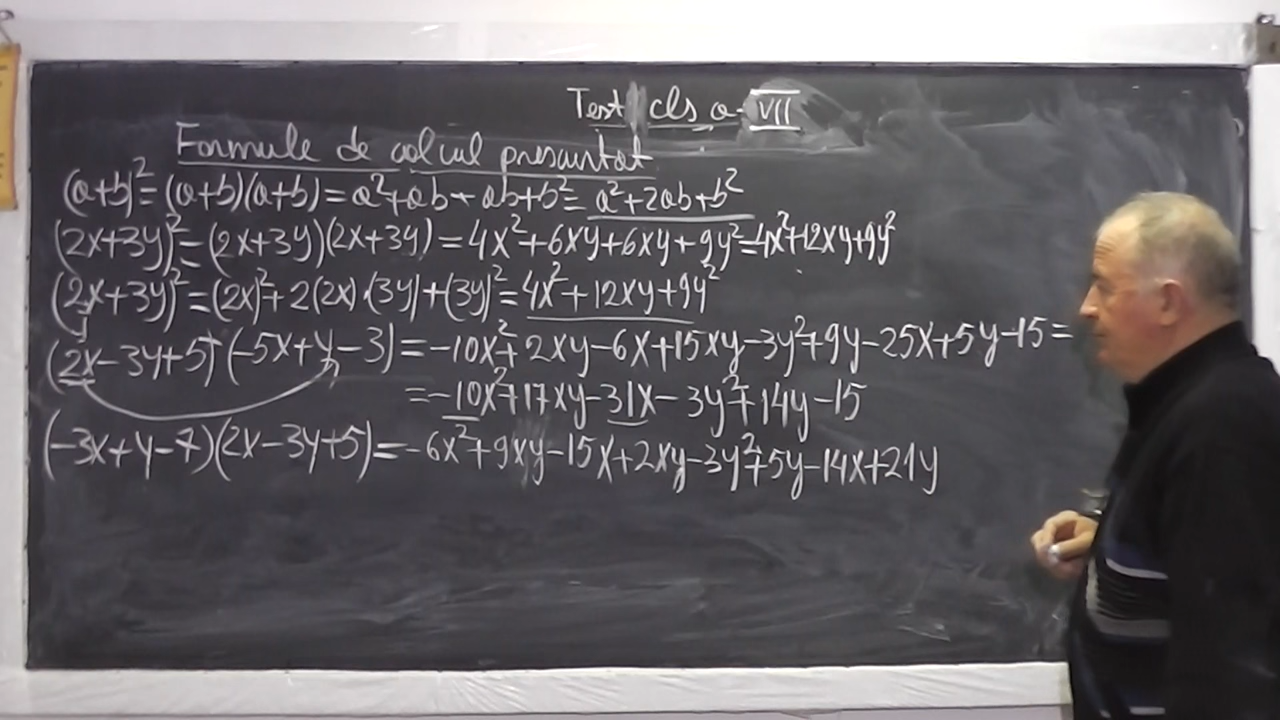 Test cls a VII
Formule de calcul prescurtat
(a+b)²=(a+b)(a+b)=a²+ab+ab+b²=a²+2ab+b²
(2x+3y)²=(2x+3y)(2x+3y)=4x²+6xy+6xy+9y²=4x²+12xy+9y²
(2x+3y)²=(2x)²+2(2x)·(3y)+(3y)²=4x²+12xy+9y²
(2x-3y+5)·(-5x+y-3)=-10x²+2xy-6x+15xy-3y²+9y-25x+5y-15=
=-10x²+17xy-31x-3y²+14y-15
(-3x+y-7)(2x-3y+5)=-6x²+9xy-15x+2xy-3y²+5y-14x+21y